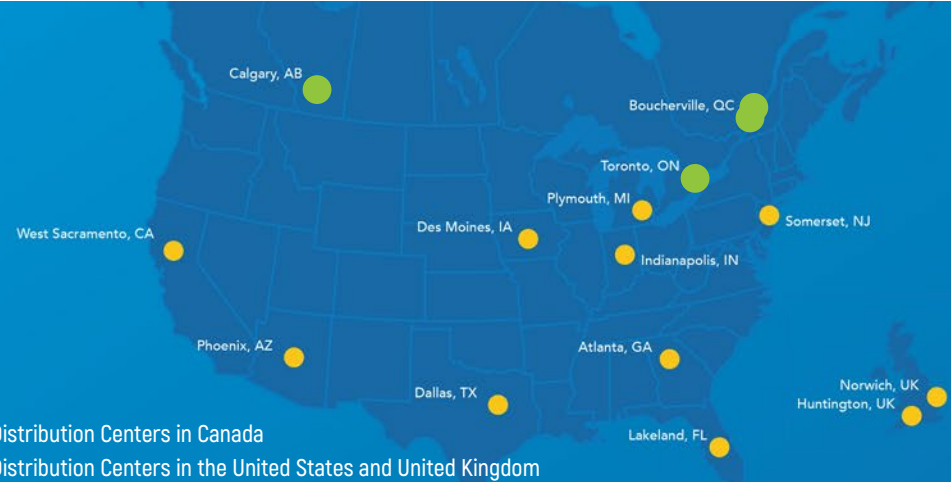 Calgary, AB
Boucherville, QC
Toronto, ON
Plymouth, MI
Somerset, NJ
Des Moines, IA
West Sacramento, CA
Indianapolis, IN
Phoenix, AZ
Atlanta, GA
Dallas, TX
Norwich, UK
Huntington, UK
Distribution Centers in Canada
Lakeland, FL
Distribution Centers in the United States and United Kingdom